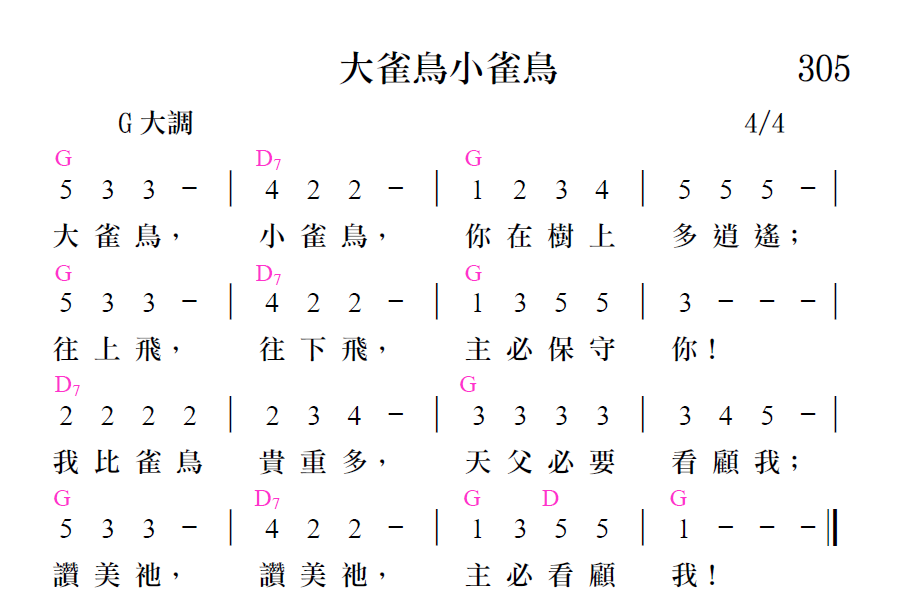 大雀鳥小雀鳥 305
G 大調 4/4
G D7 G
5 3 3 － | 4 2 2 － | 1 2 3 4 | 5 5 5 － |
大雀鳥， 小雀鳥， 你在樹上 多逍遙；
G D7 G
5 3 3 － | 4 2 2 － | 1 3 5 5 | 3 － － － |
往上飛， 往下飛， 主必保守 你！
D7 G
2 2 2 2 | 2 3 4 － | 3 3 3 3 | 3 4 5 － |
我比雀鳥 貴重多， 天父必要 看顧我；
G D7 G D G
5 3 3 － | 4 2 2 － | 1 3 5 5 | 1 － － － ‖
讚美祂， 讚美祂， 主必看顧 我！